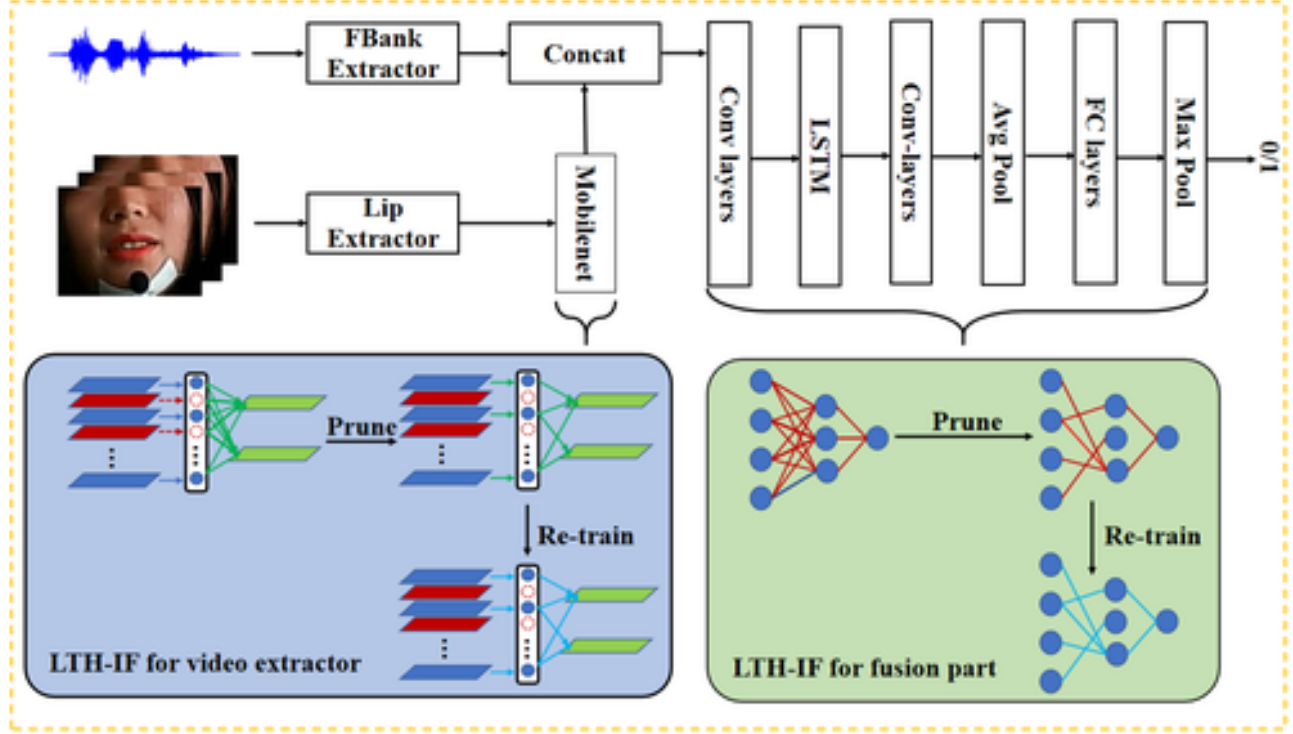 FBank
Extractor
Concat
Lip
Extractor
Mobilenet
Conv layers
LSTM
Conv-layers
Avg Pool
FC layers
Max Pool
0/1
Prune
Re-train
LTH-IF for video extractor
Prune
Re-train
LTH-IF for fusion part